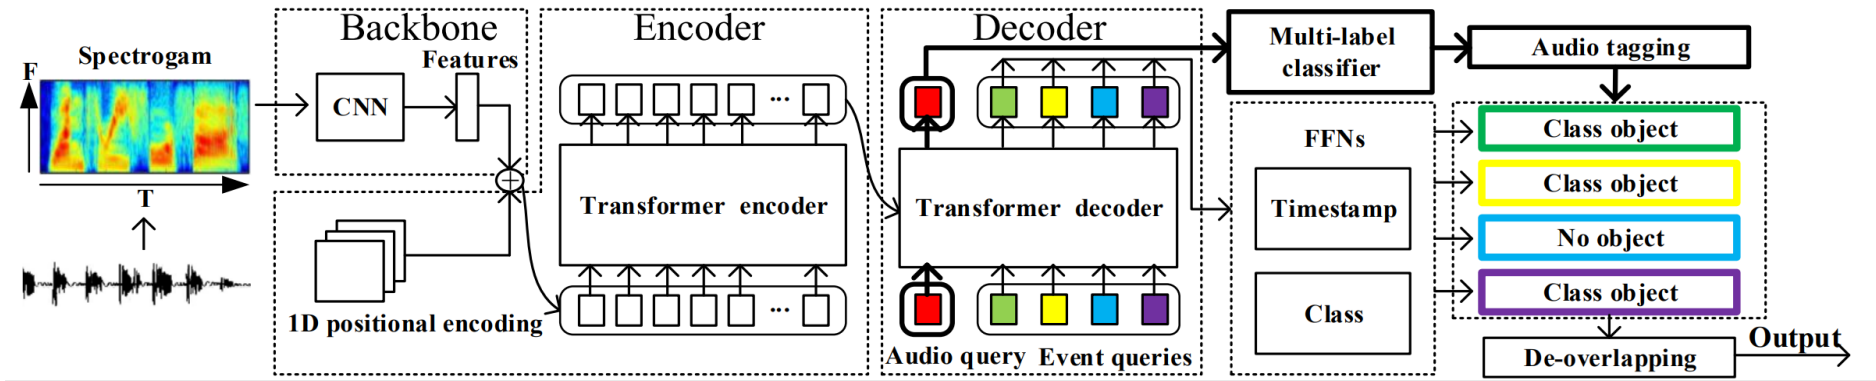 Spectrogam
F
T
Backbone
Features
CNN
1D positional encoding
Encoder
...
Transformer encoder
...
Decoder
Transformer decoder
Audio query
Event queries
Multi-label
classifier
Audio tagging
FFNs
Timestamp
Class
Class object
Class object
No object
Class object
De-overlapping
Output